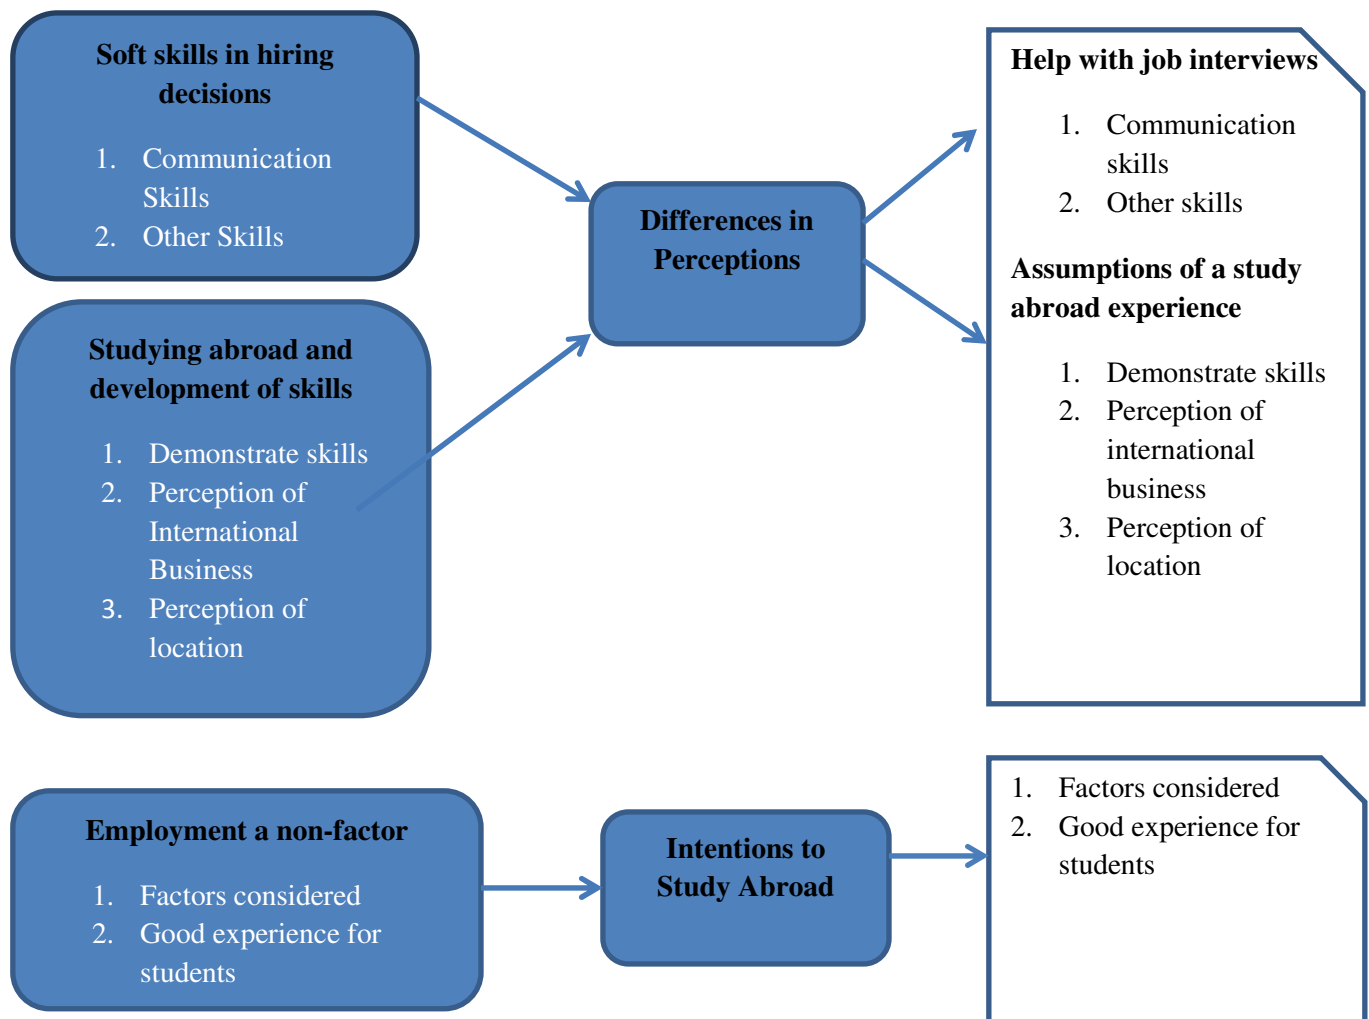 Soft skills in hiring
decisions
1. Communication
Skills
2. Other Skills
Studying abroad and
development of skills
1. Demonstrate skills
2. Perception of
International
Business
3. Perception of
location
Differences in
Perceptions
Help with job interviews
1. Communication
skills
2. Other skills
Assumptions of a study
abroad experience
1. Demonstrate skills
2. Perception of
international
business
3. Perception of
location
Employment a non-factor
1. Factors considered
2. Good experience for
students
Intentions to
Study Abroad
1. Factors considered
2. Good experience for
students